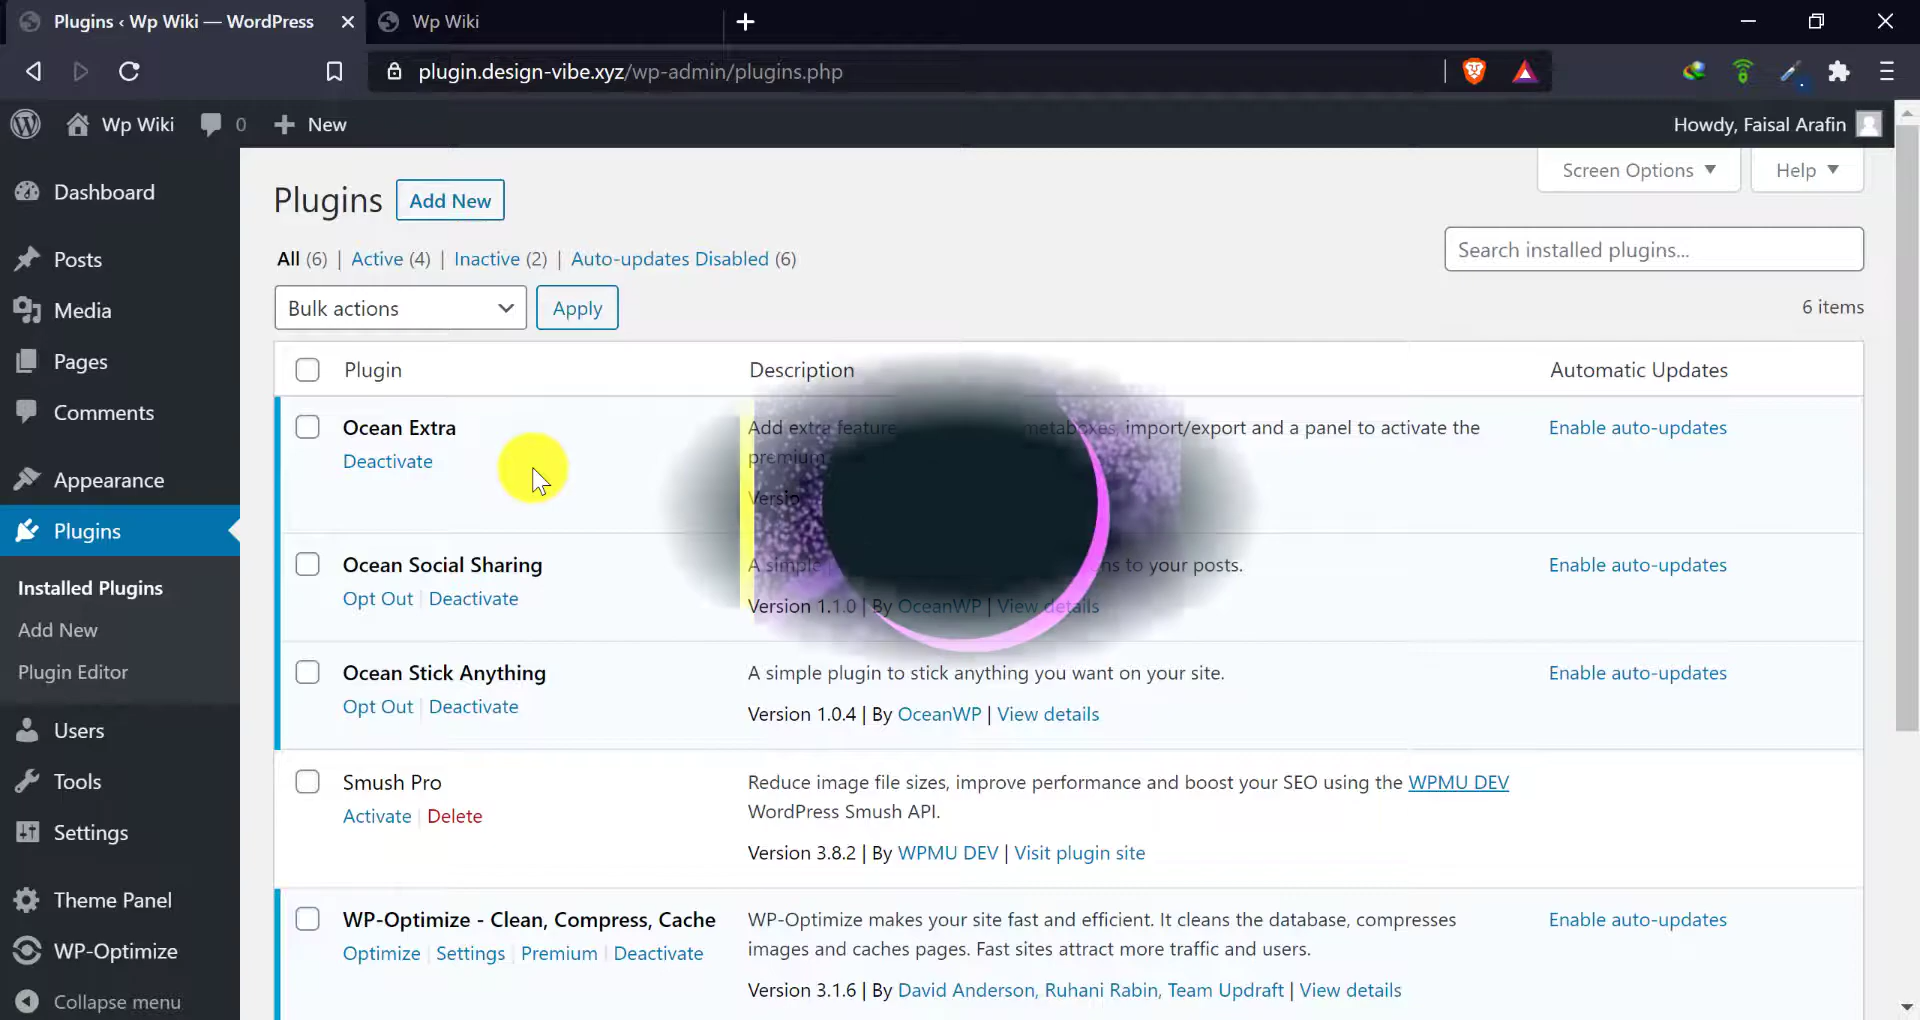 Plugins ‹ Wp Wiki — WordPress
Wp Wiki
plugin.design-vibe.xyz/wp-admin/plugins.php
Wp Wiki
0
New
Howdy, Faisal Arafin
Dashboard
Posts
Media
Pages
Comments
Appearance
Plugins
Installed Plugins
Add New
Plugin Editor
Users
Tools
Settings
Theme Panel
WP-Optimize
Collapse menu
Screen Options
Help
Plugins
Add New
All (6) | Active (4) | Inactive (2) | Auto-updates Disabled (6)
Search installed plugins...
Bulk actions
Apply
6 items
Plugin
Description
Automatic Updates
Ocean Extra
Deactivate
Add extra feature metaboxes, import/export and a panel to activate the
premium
Versio
Enable auto-updates
Ocean Social Sharing
Opt Out | Deactivate
A simple ns to your posts.
Version 1.1.0 | By OceanWP | View details
Enable auto-updates
Ocean Stick Anything
Opt Out | Deactivate
A simple plugin to stick anything you want on your site.
Version 1.0.4 | By OceanWP | View details
Enable auto-updates
Smush Pro
Activate | Delete
Reduce image file sizes, improve performance and boost your SEO using the WPMU DEV
WordPress Smush API.
Version 3.8.2 | By WPMU DEV | Visit plugin site
WP-Optimize - Clean, Compress, Cache
Optimize | Settings | Premium | Deactivate
WP-Optimize makes your site fast and efficient. It cleans the database, compresses
images and caches pages. Fast sites attract more traffic and users.
Version 3.1.6 | By David Anderson, Ruhani Rabin, Team Updraft | View details
Enable auto-updates